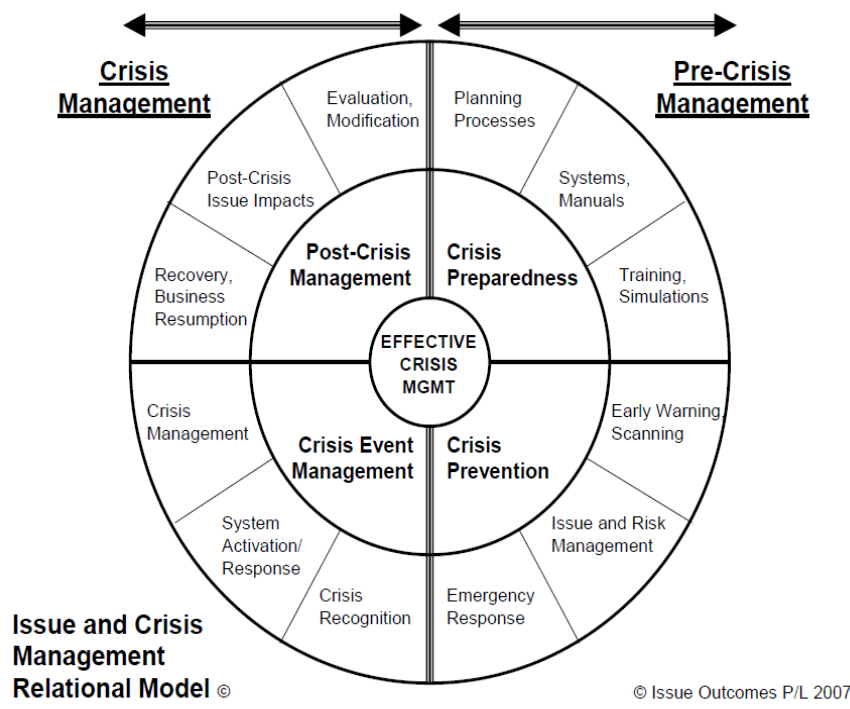 Crisis
Management
Pre-Crisis
Management
Evaluation,
Modification
Planning
Processes
Post-Crisis
Issue Impacts
Systems,
Manuals
Post-Crisis
Management
Crisis
Preparedness
Recovery,
Business
Resumption
Training,
Simulations
EFFECTIVE
CRISIS
MGMT
Crisis
Management
Early Warning,
Scanning
Crisis Event
Management
Crisis
Prevention
System
Activation/
Response
Issue and Risk
Management
Crisis
Recognition
Emergency
Response
Issue and Crisis
Management
Relational Model ©
© Issue Outcomes P/L 2007